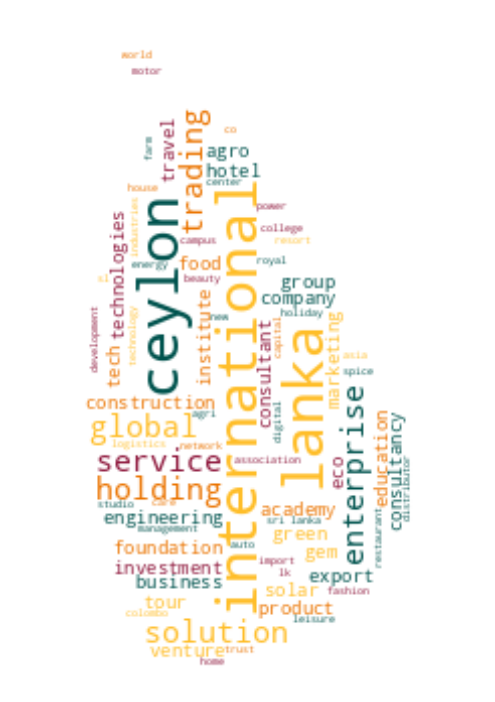 world
motor
trading
co
travel
farm
agro
hotel
center
house
ceylon
international
power
industries
technologies
campus
college
resort
energy
food
royal
sl
beauty
group
company
development
technology
tech
institute
new
holiday
consultant
capital
lanka
marketing
asia
spice
construction
agri
digital
enterprise
education
consultancy
global
logistics
network
service
association
eco
distributor
holding
studio
care
academy
engineering
sri lanka
management
restaurant
green
foundation
auto
gem
investment
import
business
lk
export
solar
fashion
tour
product
colombo
leisure
solution
venture
trust
home